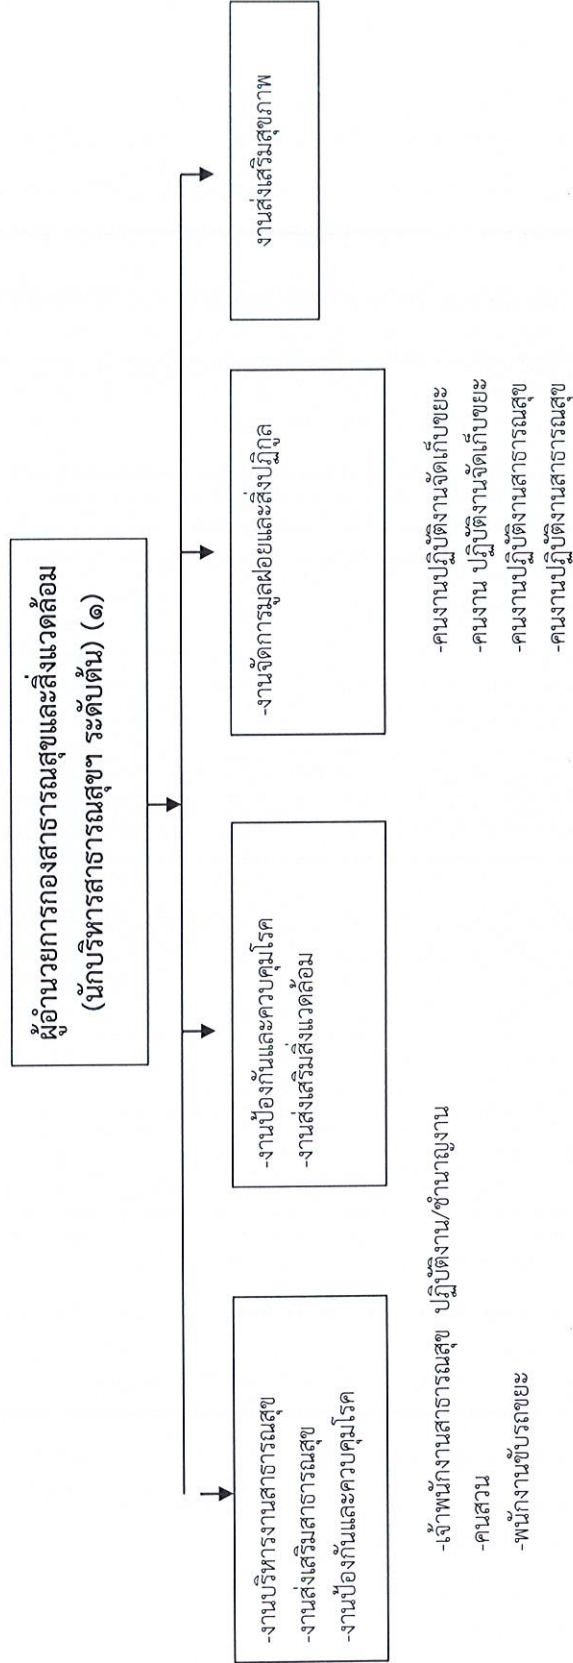 ผู้อำนวยการกองสาธารณสุขและสิ่งแวดล้อม
(นักบริหารสาธารณสุขฯ ระดับต้น) (๑)
-งานบริหารงานสาธารณสุข
-งานส่งเสริมสาธารณสุข
-งานป้องกันและควบคุมโรค
-เจ้าพนักงานสาธารณสุข ปฏิบัติงาน/ชำนาญงาน
-คนสวน
-พนักงานขับรถขยะ
-งานป้องกันและควบคุมโรค
-งานส่งเสริมสิ่งแวดล้อม
-งานจัดการมูลฝอยและสิ่งปฏิกูล
-คนงานปฏิบัติงานจัดเก็บขยะ
-คนงาน ปฏิบัติงานจัดเก็บขยะ
-คนงานปฏิบัติงานสาธารณสุข
-คนงานปฏิบัติงานสาธารณสุข
งานส่งเสริมสุขภาพ